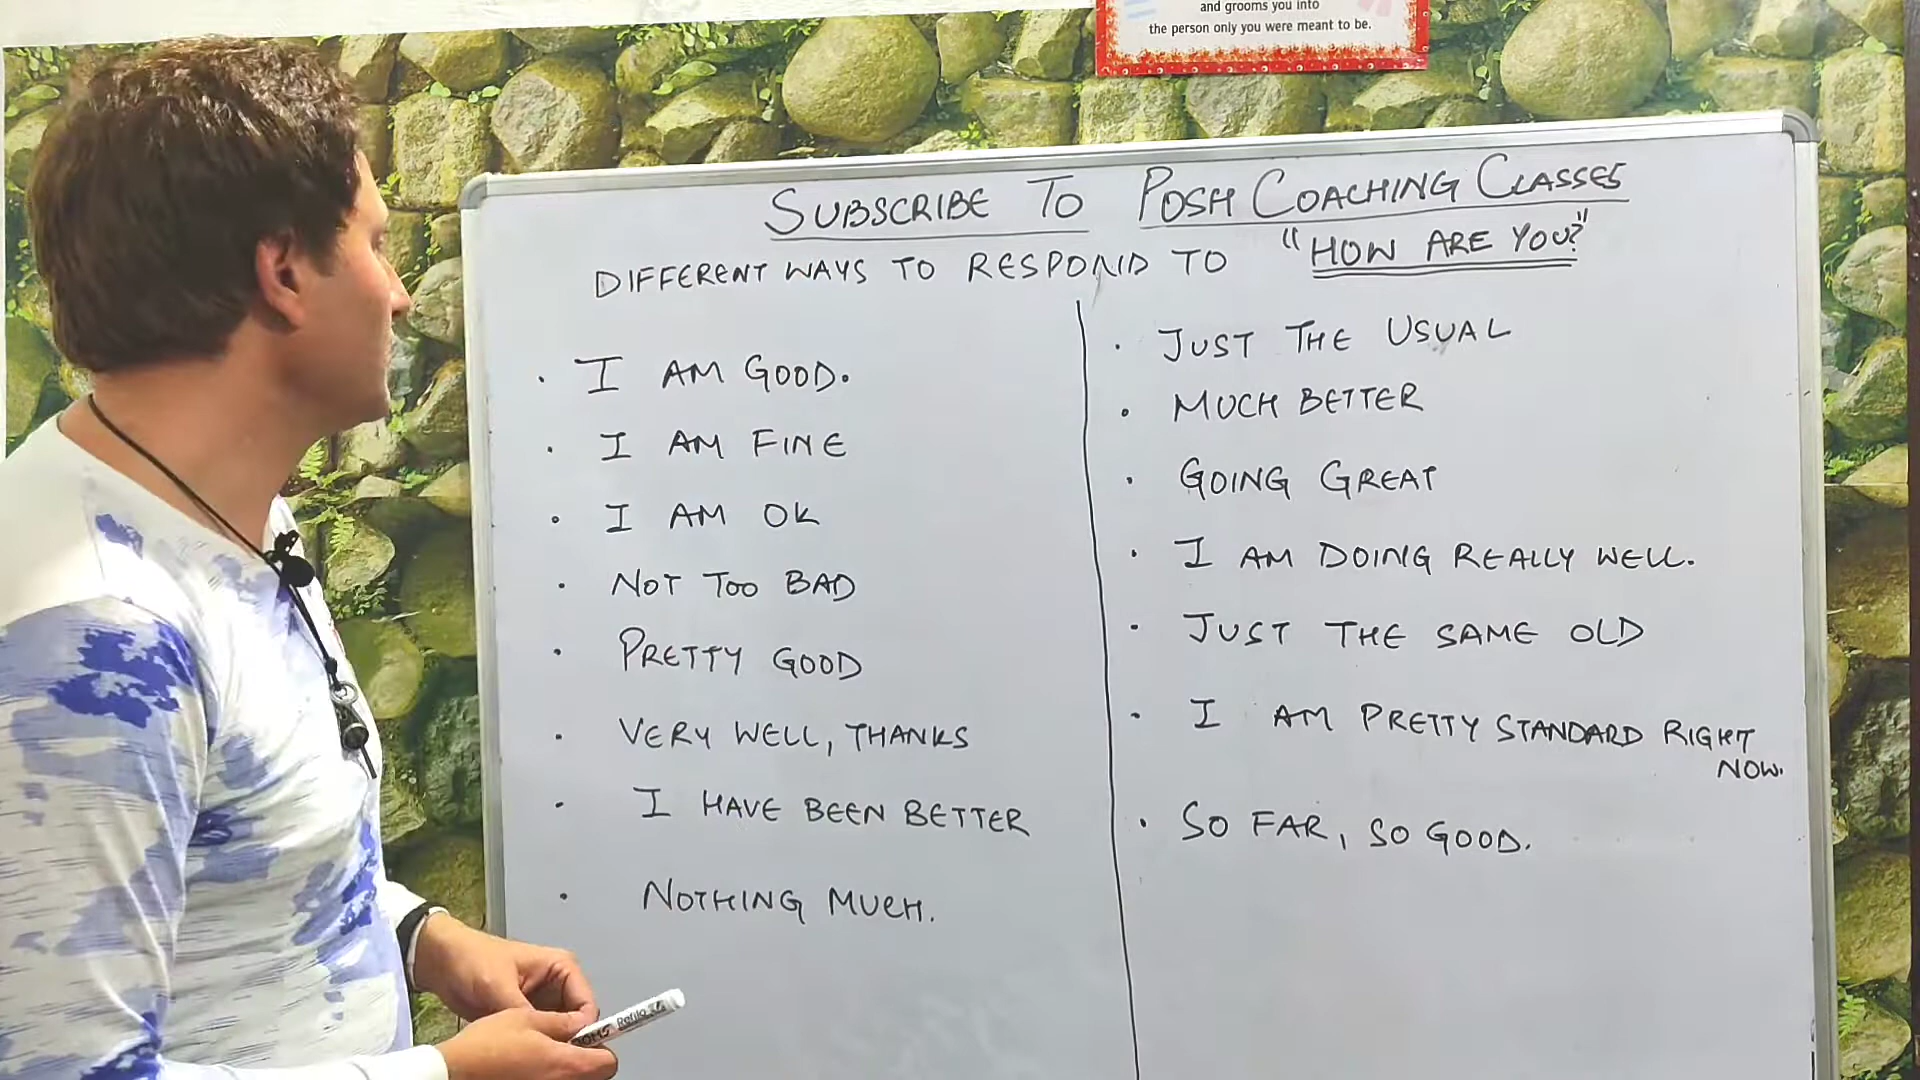 and grooms you into
the person only you were meant to be.
SUBSCRIBE TO POSH COACHING CLASSES
DIFFERENT WAYS TO RESPOND TO "HOW ARE YOU?"
· I AM GOOD.
· I AM FINE
· I AM OK
· NOT TOO BAD
· PRETTY GOOD
· VERY WELL, THANKS
· I HAVE BEEN BETTER
· NOTHING MUCH.
· JUST THE USUAL
· MUCH BETTER
· GOING GREAT
· I AM DOING REALLY WELL.
· JUST THE SAME OLD
· I AM PRETTY STANDARD RIGHT
NOW.
· SO FAR, SO GOOD.